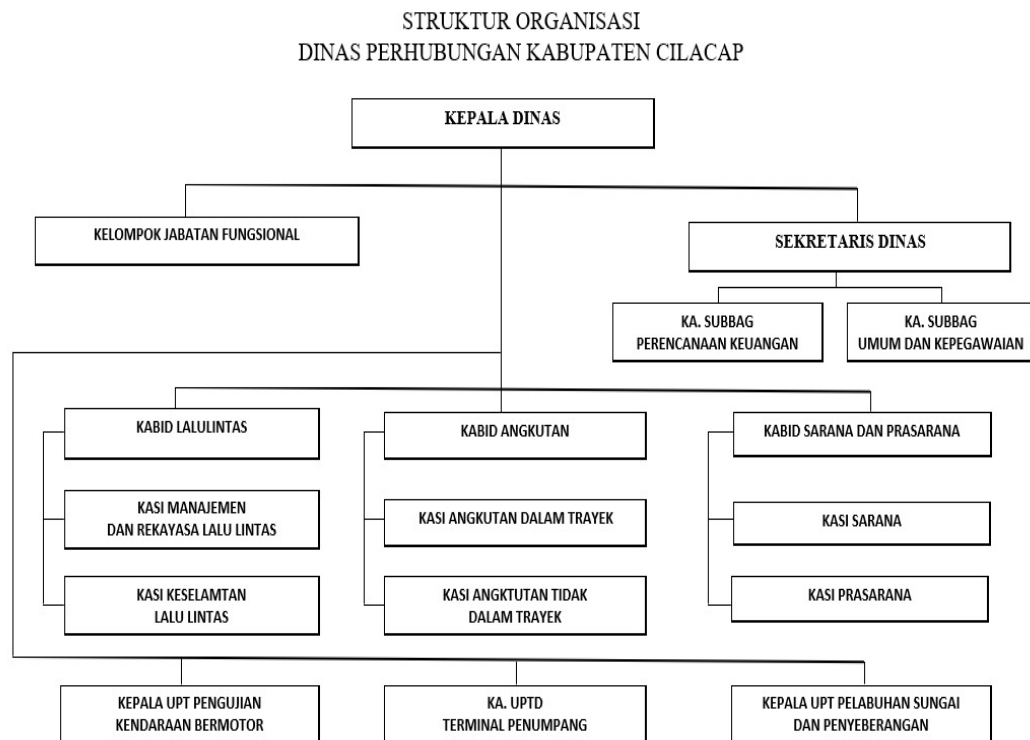 STRUKTUR ORGANISASI
DINAS PERHUBUNGAN KABUPATEN CILACAP
KEPALA DINAS
KELOMPOK JABATAN FUNGSIONAL
SEKRETARIS DINAS
KA. SUBBAG
PERENCANAAN KEUANGAN
KA. SUBBAG
UMUM DAN KEPEGAWAIAN
KABID LALULINTAS
KASI MANAJEMEN
DAN REKAYASA LALU LINTAS
KASI KESELAMTAN
LALU LINTAS
KABID ANGKUTAN
KASI ANGKUTAN DALAM TRAYEK
KASI ANGKTUTAN TIDAK
DALAM TRAYEK
KABID SARANA DAN PRASARANA
KASI SARANA
KASI PRASARANA
KEPALA UPT PENGUJIAN
KENDARAAN BERMOTOR
KA. UPTD
TERMINAL PENUMPANG
KEPALA UPT PELABUHAN SUNGAI
DAN PENYEBERANGAN